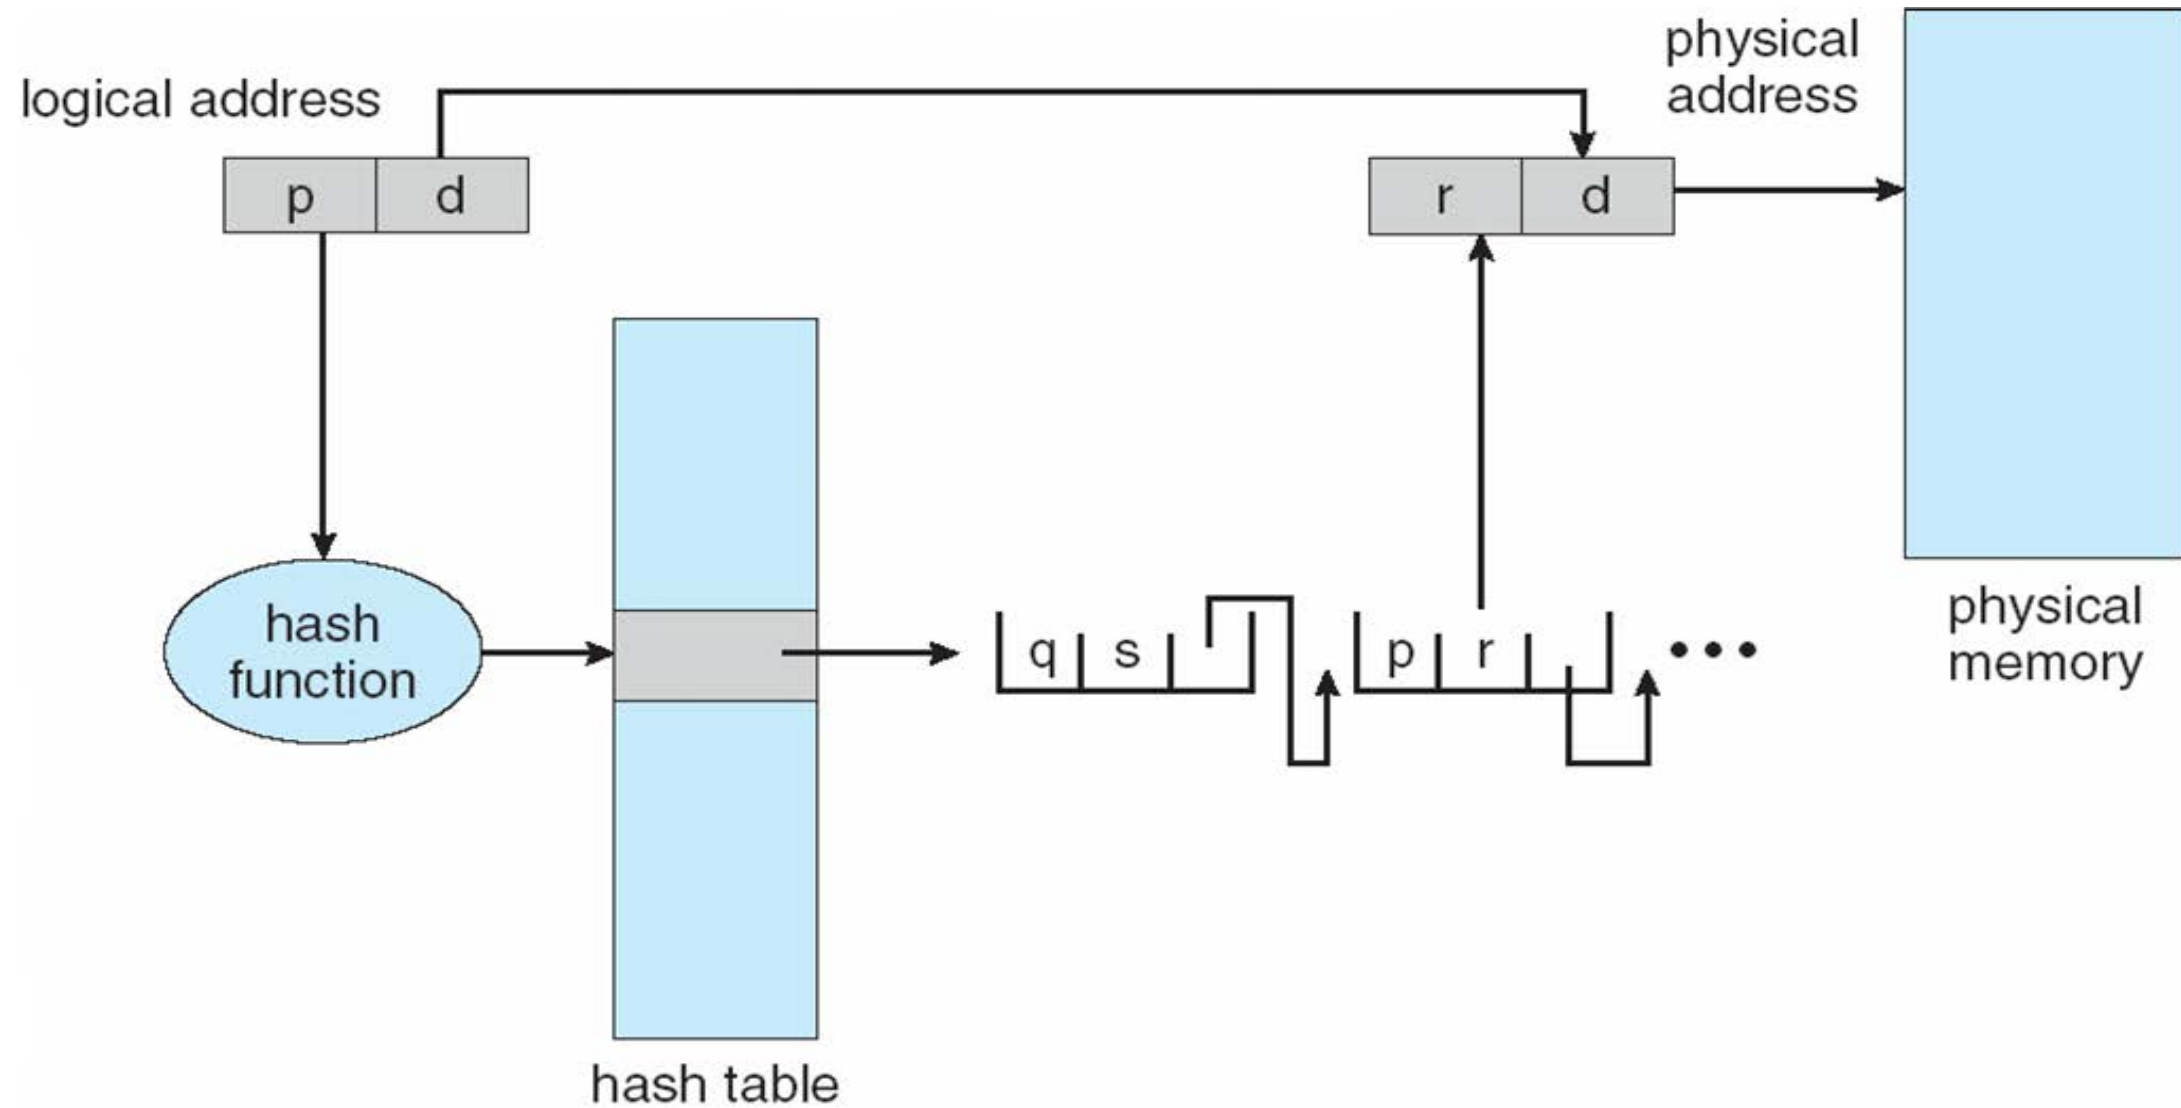 logical address
p d
physical
address
r d
hash
function
q s
p r
physical
memory
hash table